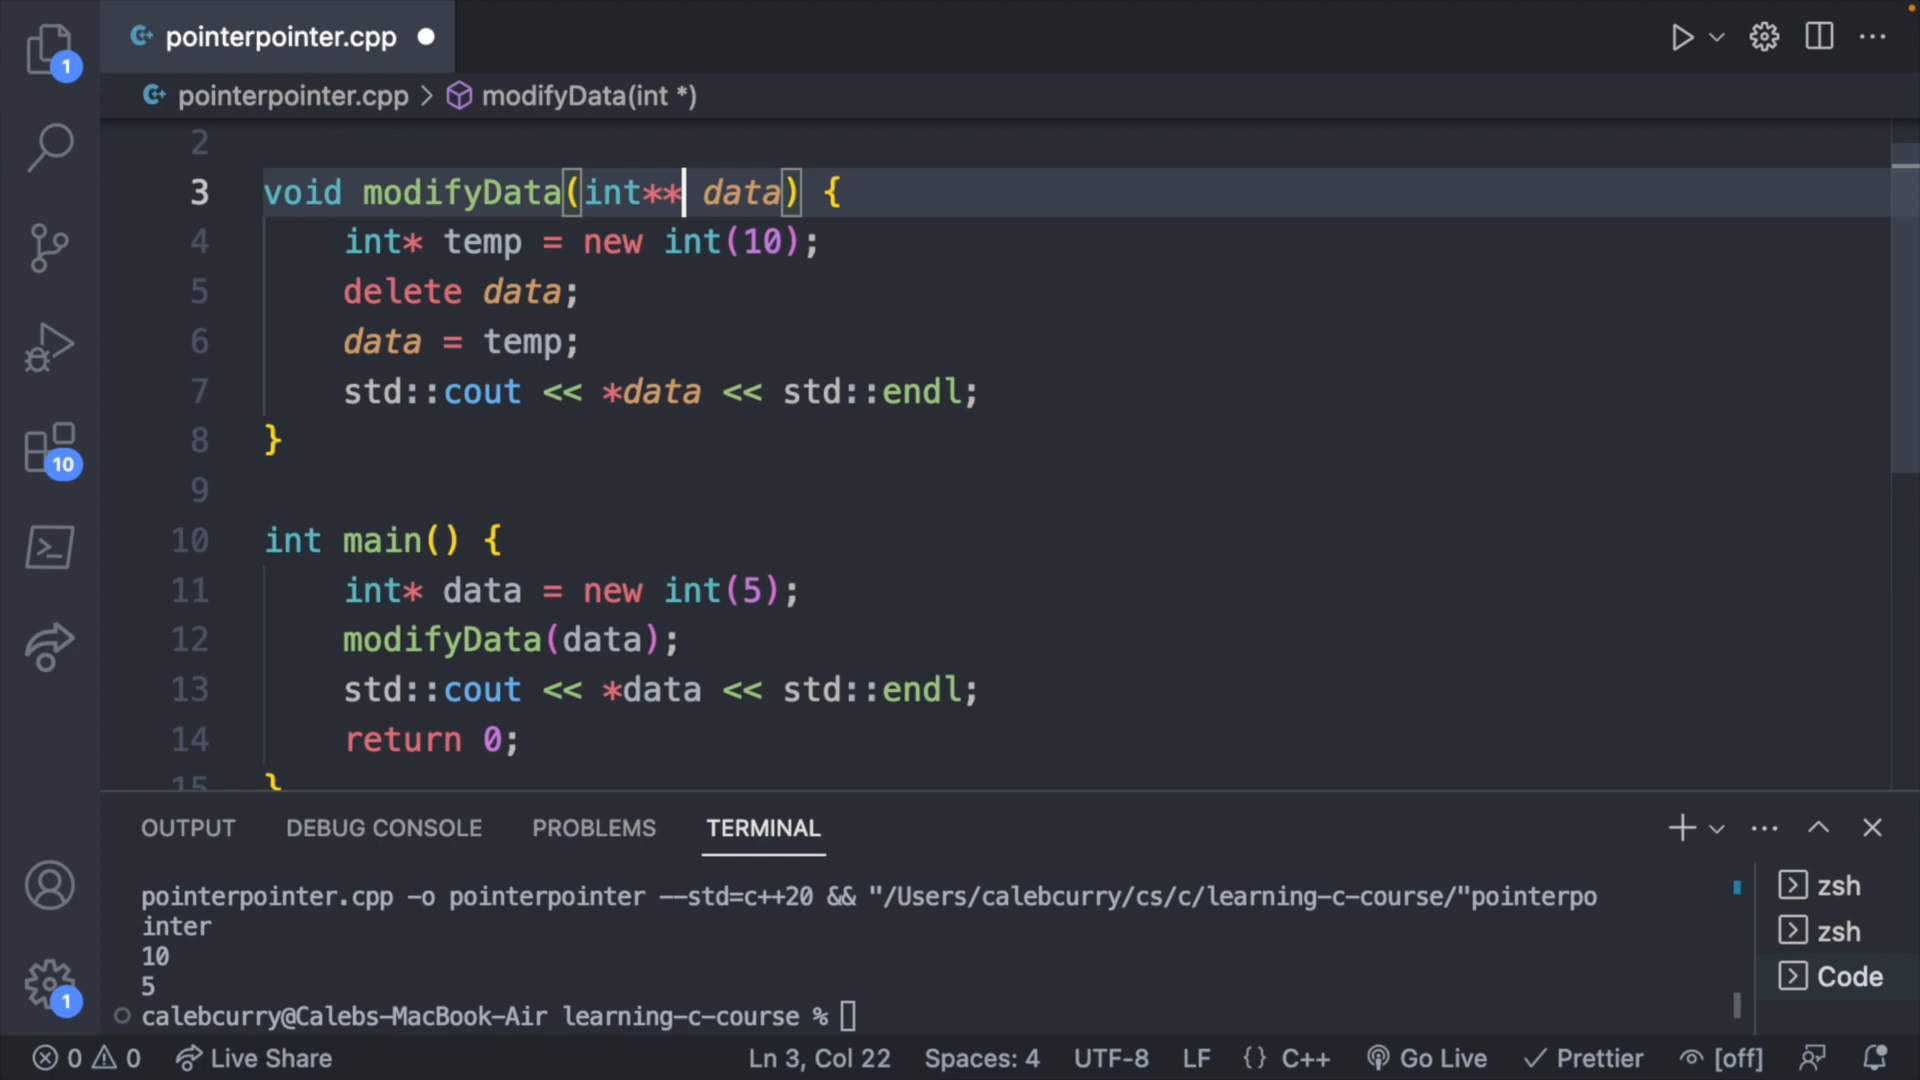 pointerpointer.cpp
pointerpointer.cpp > modifyData(int *)
2
3 void modifyData(int** data) {
4 int* temp = new int(10);
5 delete data;
6 data = temp;
7 std::cout << *data << std::endl;
8 }
9
10 int main() {
11 int* data = new int(5);
12 modifyData(data);
13 std::cout << *data << std::endl;
14 return 0;
15 }
1
10
1
OUTPUT DEBUG CONSOLE PROBLEMS TERMINAL
pointerpointer.cpp -o pointerpointer --std=c++20 && "/Users/calebcurry/cs/c/learning-c-course/"pointerpo
inter
10
5
calebcurry@Calebs-MacBook-Air learning-c-course %
zsh
zsh
Code
0 0 Live Share Ln 3, Col 22 Spaces: 4 UTF-8 LF {} C++ Go Live Prettier [off]